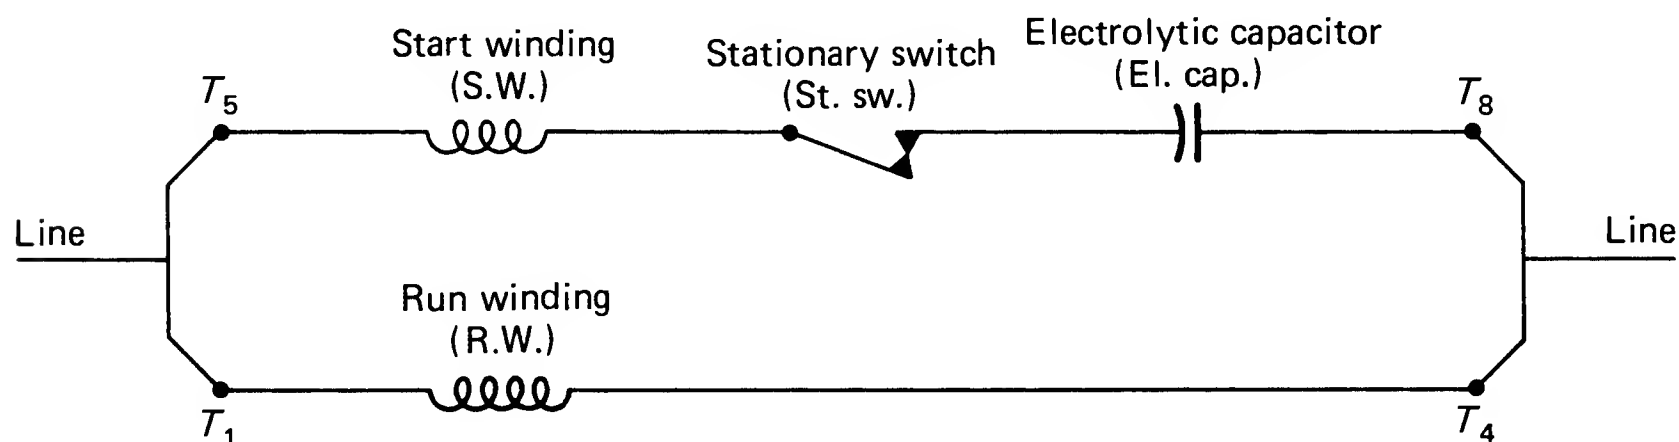 Start winding
(S.W.)
Stationary switch
(St. sw.)
Electrolytic capacitor
(El. cap.)
T5
T8
Line
Line
Run winding
(R.W.)
T1
T4